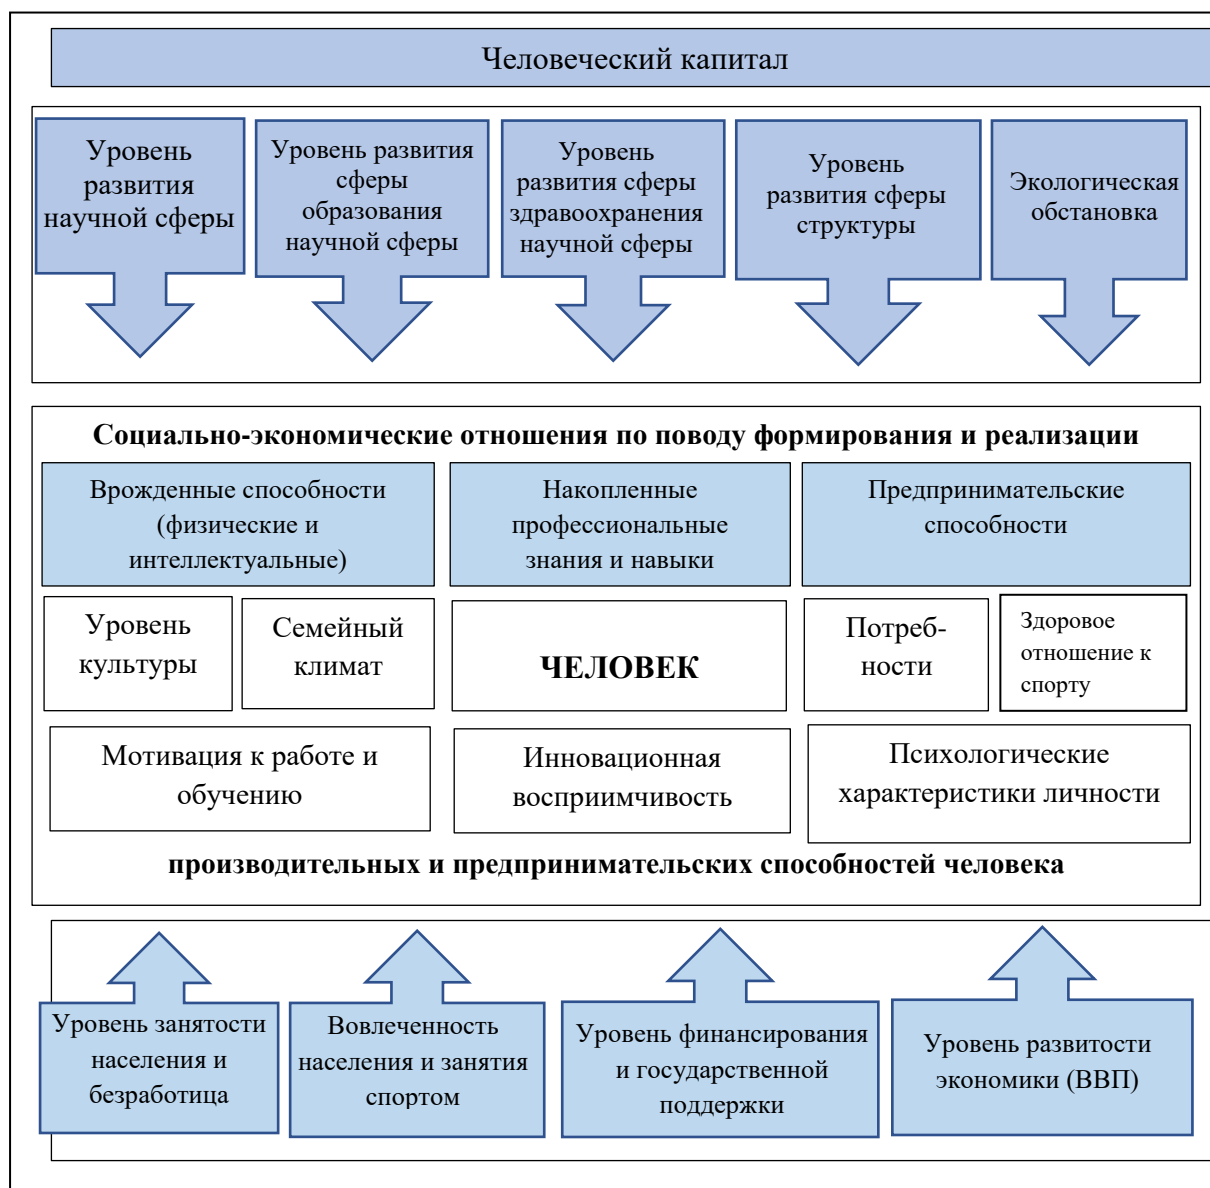 Человеческий капитал
Уровень
развития
научной сферы
Уровень развития
сферы
образования
научной сферы
Уровень
развития сферы
здравоохранения
научной сферы
Уровень
развития сферы
структуры
Экологическая
обстановка
Социально-экономические отношения по поводу формирования и реализации
Врожденные способности
(физические и
интеллектуальные)
Накопленные
профессиональные
знания и навыки
Предпринимательские
способности
Уровень
культуры
Семейный
климат
ЧЕЛОВЕК
Потреб-
ности
Здоровое
отношение к
спорту
Мотивация к работе и
обучению
Инновационная
восприимчивость
Психологические
характеристики личности
производительных и предпринимательских способностей человека
Уровень занятости
населения и
безработица
Вовлеченность
населения и занятия
спортом
Уровень финансирования
и государственной
поддержки
Уровень развитости
экономики (ВВП)